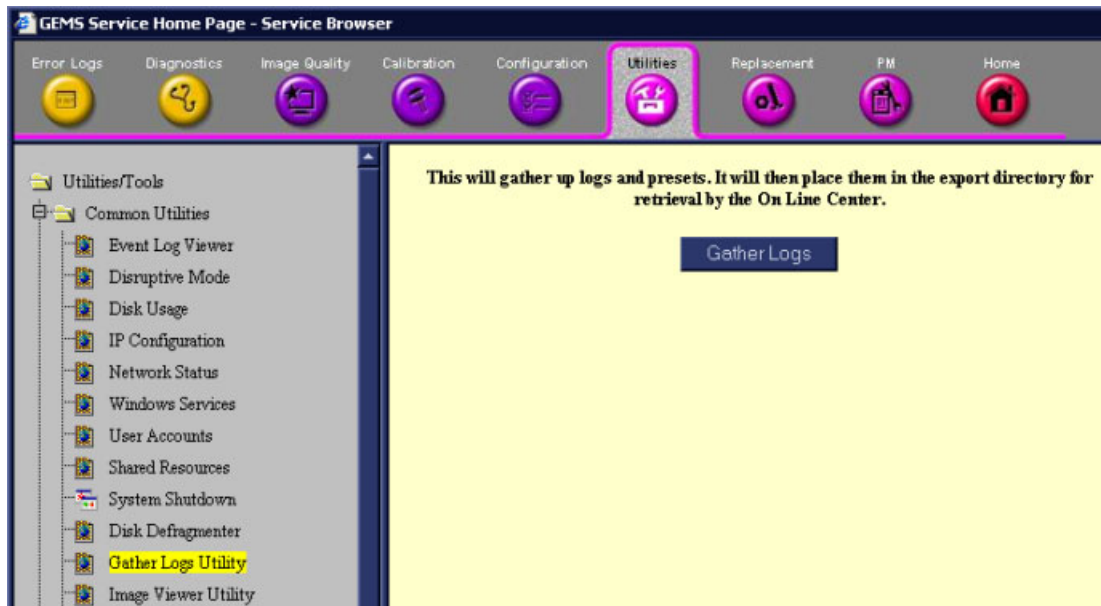 GEMS Service Home Page - Service Browser
Error Logs
Diagnostics
Image Quality
Calibration
Configuration
Utilities
Replacement
PM
Home
Utilities/Tools
Common Utilities
Event Log Viewer
Disruptive Mode
Disk Usage
IP Configuration
Network Status
Windows Services
User Accounts
Shared Resources
System Shutdown
Disk Defragmenter
Gather Logs Utility
Image Viewer Utility
This will gather up logs and presets. It will then place them in the export directory for
retrieval by the On Line Center.
Gather Logs